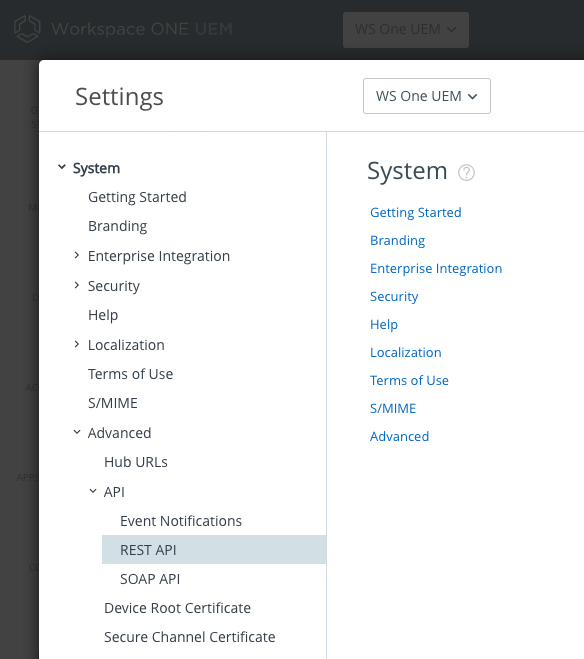 Workspace ONE UEM
WS One UEM
Settings
WS One UEM
System
Getting Started
Branding
Enterprise Integration
Security
Help
Localization
Terms of Use
S/MIME
Advanced
Hub URLs
API
Event Notifications
REST API
SOAP API
Device Root Certificate
Secure Channel Certificate
System
Getting Started
Branding
Enterprise Integration
Security
Help
Localization
Terms of Use
S/MIME
Advanced